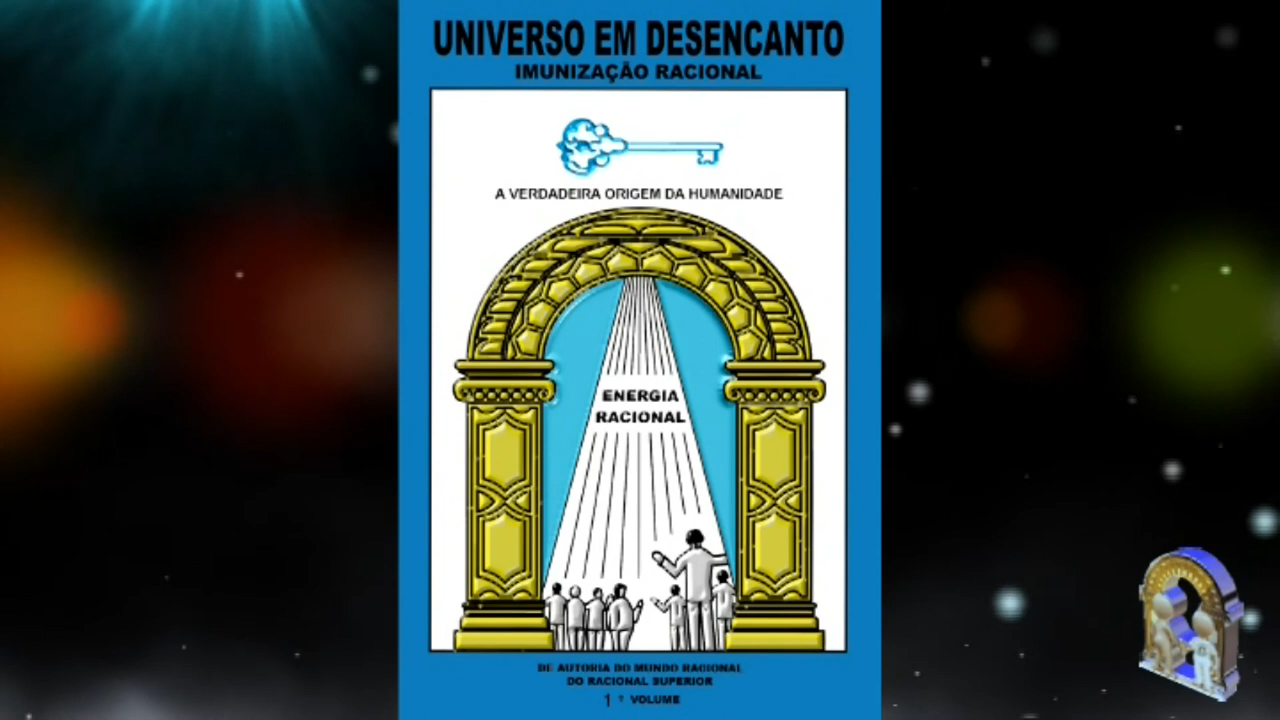 UNIVERSO EM DESENCANTO
IMUNIZAÇÃO RACIONAL
A VERDADEIRA ORIGEM DA HUMANIDADE
ENERGIA
RACIONAL
DE AUTORIA DO MUNDO RACIONAL
DO RACIONAL SUPERIOR
1º VOLUME